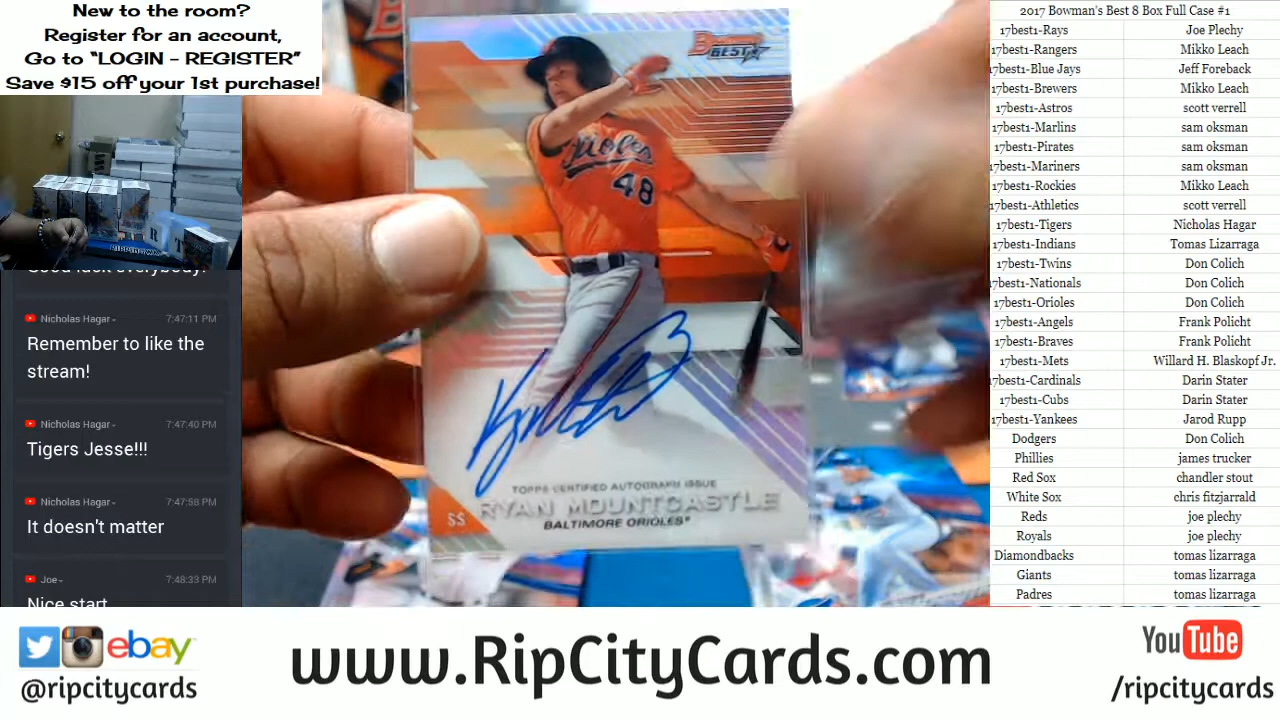 New to the room?
Register for an account,
Go to “LOGIN - REGISTER”
Save $15 off your 1st purchase!
Good luck everybody!
Nicholas Hagar 7:47:11 PM
Remember to like the
stream!
Nicholas Hagar 7:47:40 PM
Tigers Jesse!!!
Nicholas Hagar 7:47:58 PM
It doesn't matter
Joe 7:48:33 PM
Nice start
Bowman's
BEST
Orioles
48
TOPPS CERTIFIED AUTOGRAPH ISSUE
SS RYAN MOUNTCASTLE
BALTIMORE ORIOLES
2017 Bowman's Best 8 Box Full Case #1
17best1-Rays Joe Plechy
17best1-Rangers Mikko Leach
17best1-Blue Jays Jeff Foreback
17best1-Brewers Mikko Leach
17best1-Astros scott verrell
17best1-Marlins sam oksman
17best1-Pirates sam oksman
17best1-Mariners sam oksman
17best1-Rockies Mikko Leach
17best1-Athletics scott verrell
17best1-Tigers Nicholas Hagar
17best1-Indians Tomas Lizarraga
17best1-Twins Don Colich
17best1-Nationals Don Colich
17best1-Orioles Don Colich
17best1-Angels Frank Policht
17best1-Braves Frank Policht
17best1-Mets Willard H. Blaskopf Jr.
17best1-Cardinals Darin Stater
17best1-Cubs Darin Stater
17best1-Yankees Jarod Rupp
Dodgers Don Colich
Phillies james trucker
Red Sox chandler stout
White Sox chris fitzjarrald
Reds joe plechy
Royals joe plechy
Diamondbacks tomas lizarraga
Giants tomas lizarraga
Padres tomas lizarraga
ebay
@ripcitycards
www.RipCityCards.com
YouTube
/ripcitycards